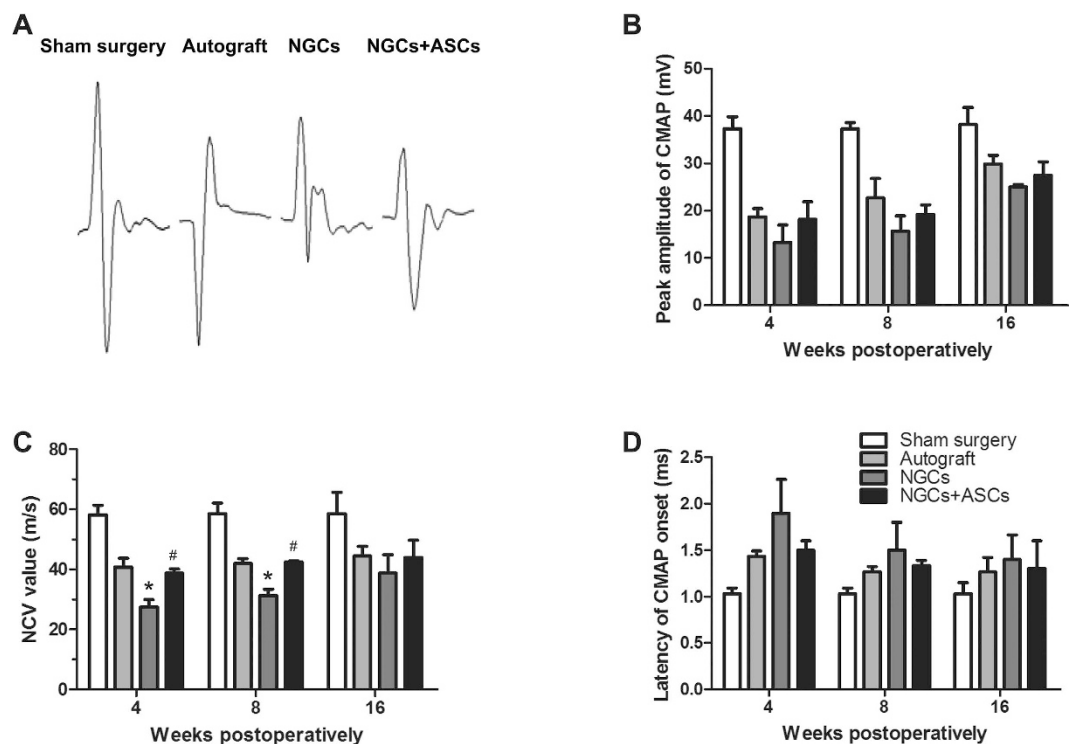 A
Sham surgery Autograft NGCs NGCs+ASCs
B
Peak amplitude of CMAP (mV)
50
40
30
20
10
0
4 8 16
Weeks postoperatively
C
NCV value (m/s)
80
60
40
20
0
* # * #
4 8 16
Weeks postoperatively
D
Latency of CMAP onset (ms)
2.5
2.0
1.5
1.0
0.5
0.0
Sham surgery
Autograft
NGCs
NGCs+ASCs
4 8 16
Weeks postoperatively